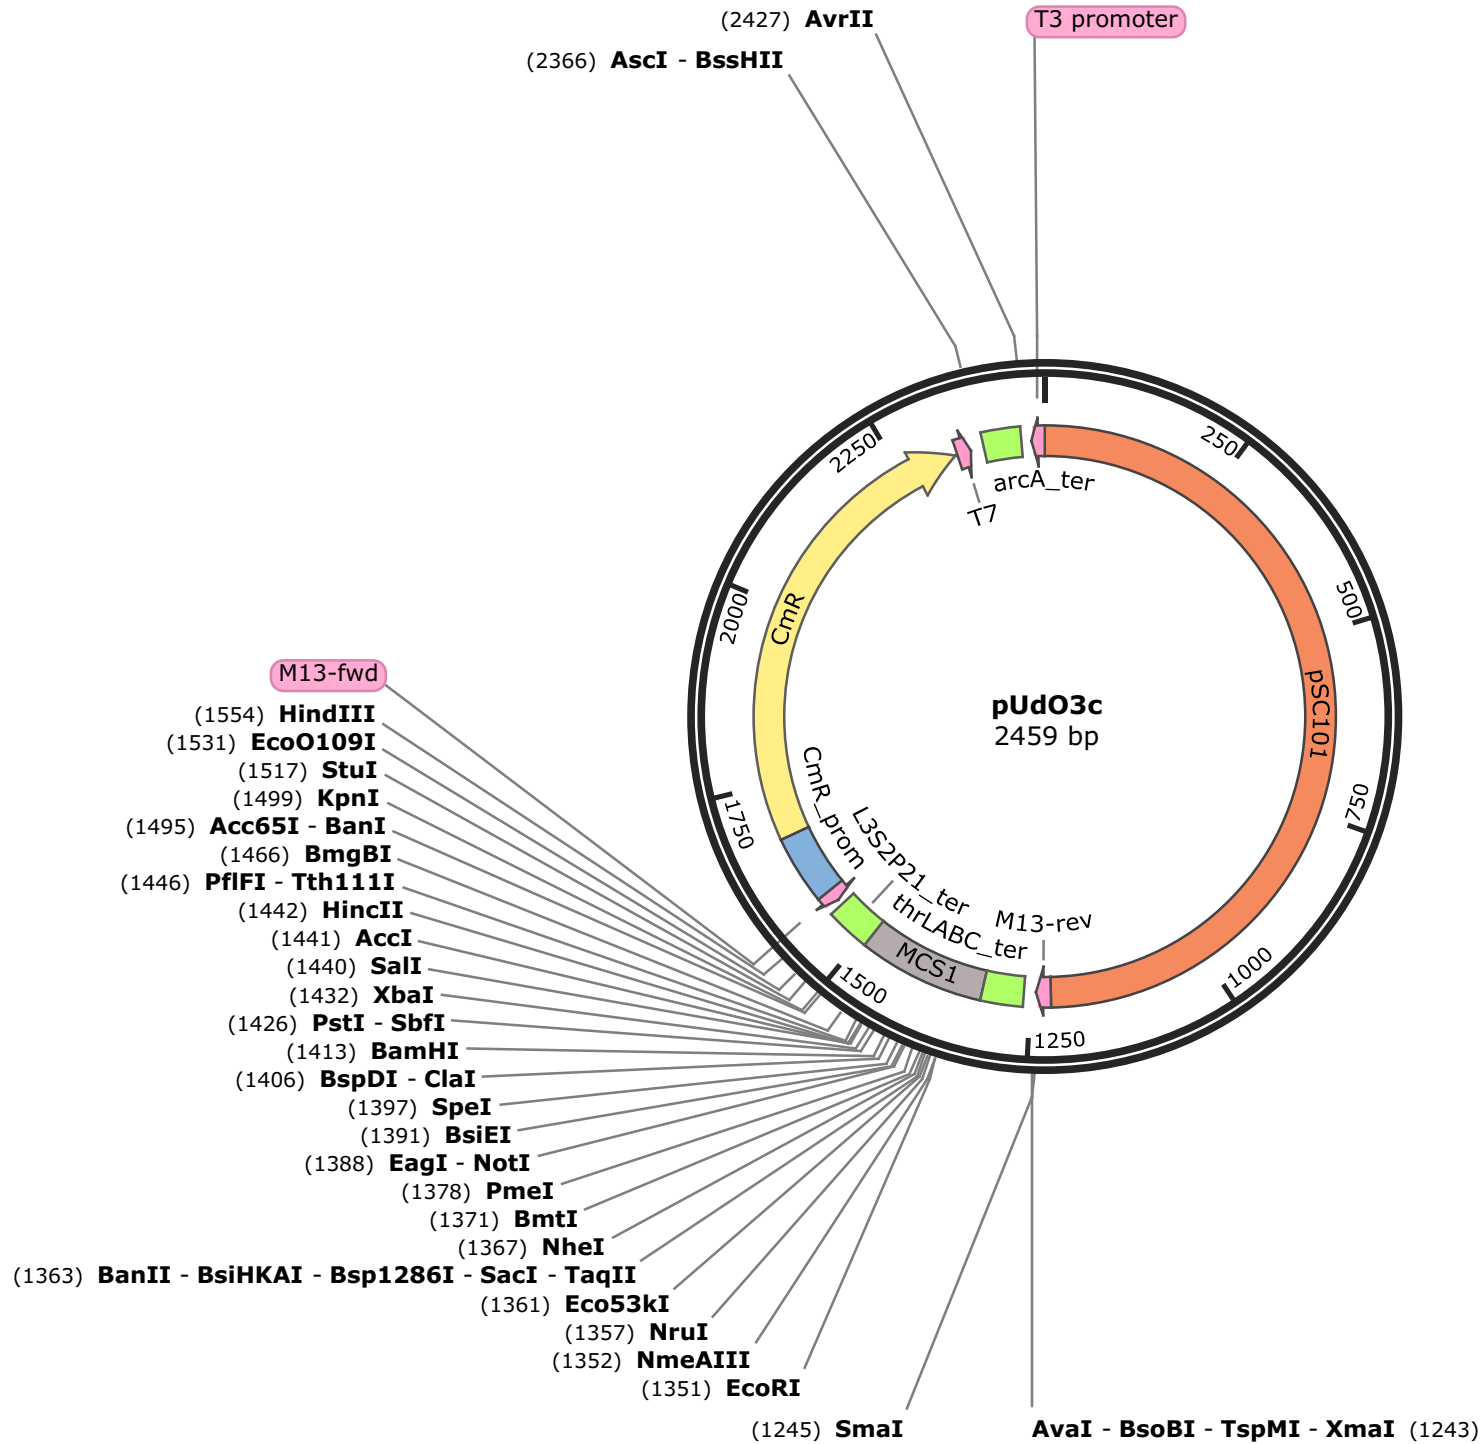 (2427) AvrII
T3 promoter
(2366) AscI - BssHII
2250
250
arcA_ter
T7
500
2000
CmR
M13-fwd
pSC101
pUdO3c
2459 bp
(1554) HindIII
(1531) EcoO109I
(1517) StuI
(1499) KpnI
(1495) Acc65I - BanI
(1466) BmgBI
(1446) PflFI - Tth111I
(1442) HincII
(1441) AccI
(1440) SalI
(1432) XbaI
(1426) PstI - SbfI
(1413) BamHI
(1406) BspDI - ClaI
(1397) SpeI
(1391) BsiEI
(1388) EagI - NotI
(1378) PmeI
(1371) BmtI
(1367) NheI
(1363) BanII - BsiHKAI - Bsp1286I - SacI - TaqII
(1361) Eco53kI
(1357) NruI
(1352) NmeAIII
(1351) EcoRI
1750
750
CmR_prom
L3S2P21_ter
thrLABC_ter
M13-rev
MCS1
1500
1000
1250
(1245) SmaI
AvaI - BsoBI - TspMI - XmaI (1243)